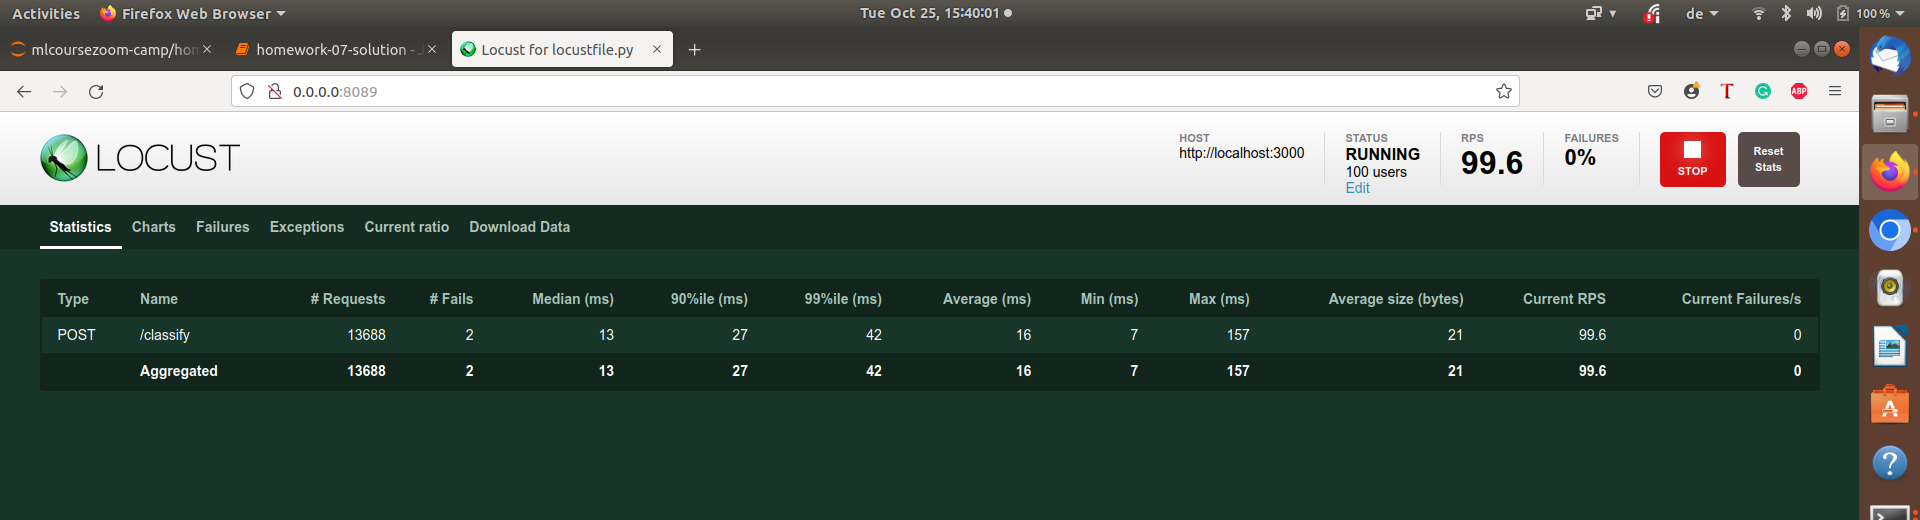 Activities Firefox Web Browser Tue Oct 25, 15:40:01 de 100 %
mlcoursezoom-camp/hom homework-07-solution - J Locust for locustfile.py
0.0.0.0:8089 T ABP
LOCUST
HOST
http://localhost:3000
STATUS
RUNNING
100 users
Edit
RPS
99.6
FAILURES
0%
STOP
Reset
Stats
Statistics Charts Failures Exceptions Current ratio Download Data
Type Name # Requests # Fails Median (ms) 90%ile (ms) 99%ile (ms) Average (ms) Min (ms) Max (ms) Average size (bytes) Current RPS Current Failures/s
POST /classify 13688 2 13 27 42 16 7 157 21 99.6 0
Aggregated 13688 2 13 27 42 16 7 157 21 99.6 0